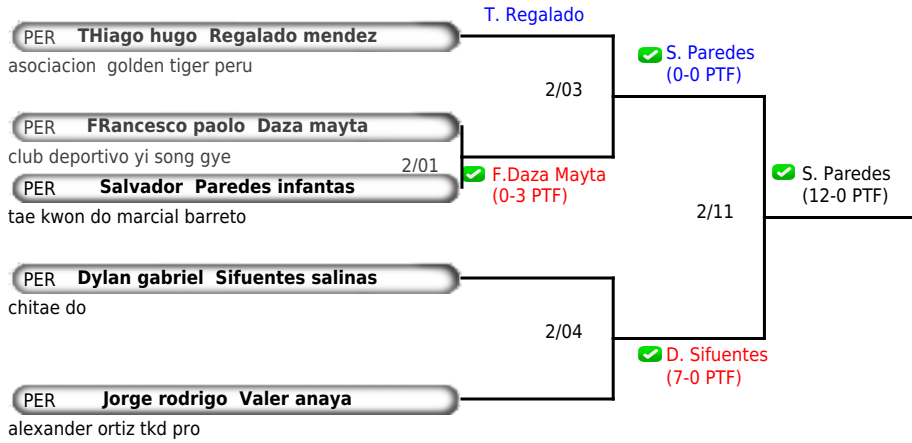 T. Regalado
PER THiago hugo Regalado mendez
asociacion golden tiger peru
S. Paredes
(0-0 PTF)
2/03
PER FRancesco paolo Daza mayta
club deportivo yi song gye
2/01
F.Daza Mayta
(0-3 PTF)
PER Salvador Paredes infantas
tae kwon do marcial barreto
S. Paredes
(12-0 PTF)
2/11
PER Dylan gabriel Sifuentes salinas
chitae do
2/04
D. Sifuentes
(7-0 PTF)
PER Jorge rodrigo Valer anaya
alexander ortiz tkd pro